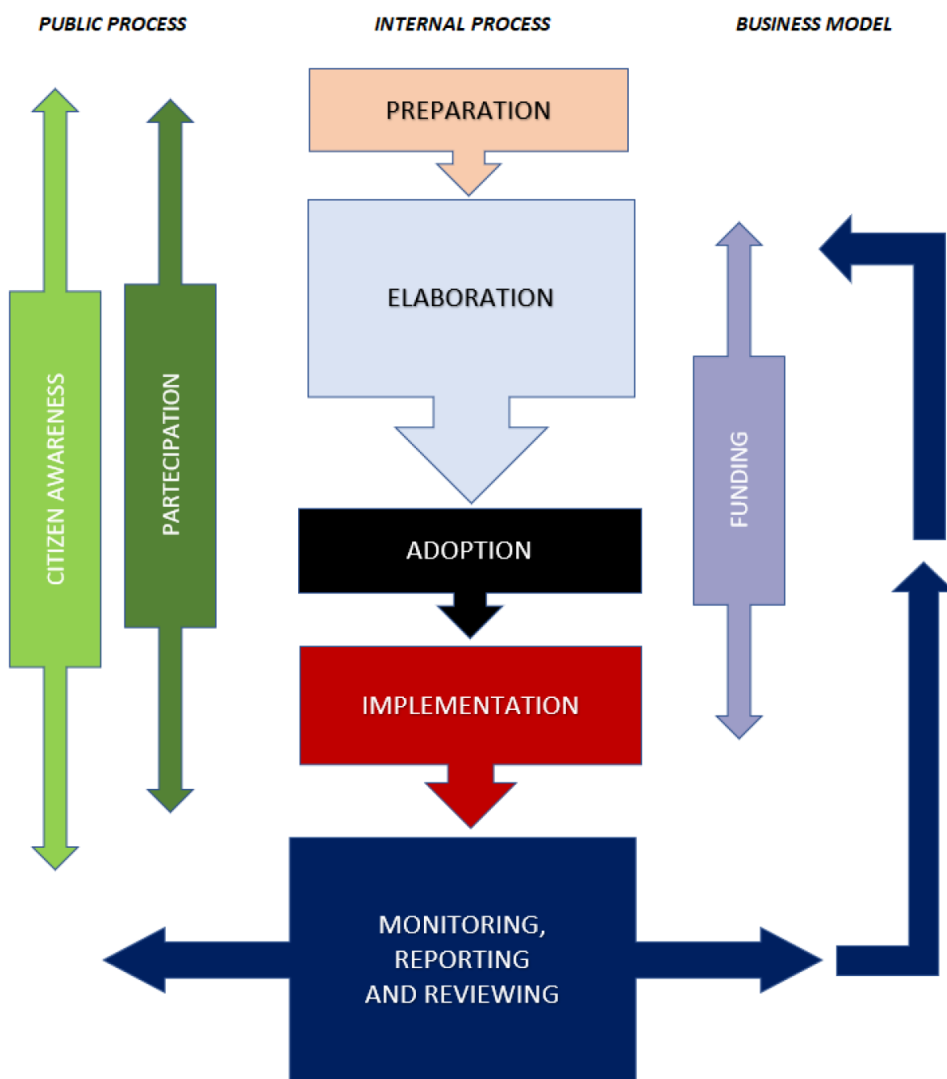 PUBLIC PROCESS
INTERNAL PROCESS
BUSINESS MODEL
PREPARATION
ELABORATION
CITIZEN AWARENESS
PARTECIPATION
FUNDING
ADOPTION
IMPLEMENTATION
MONITORING,
REPORTING
AND REVIEWING